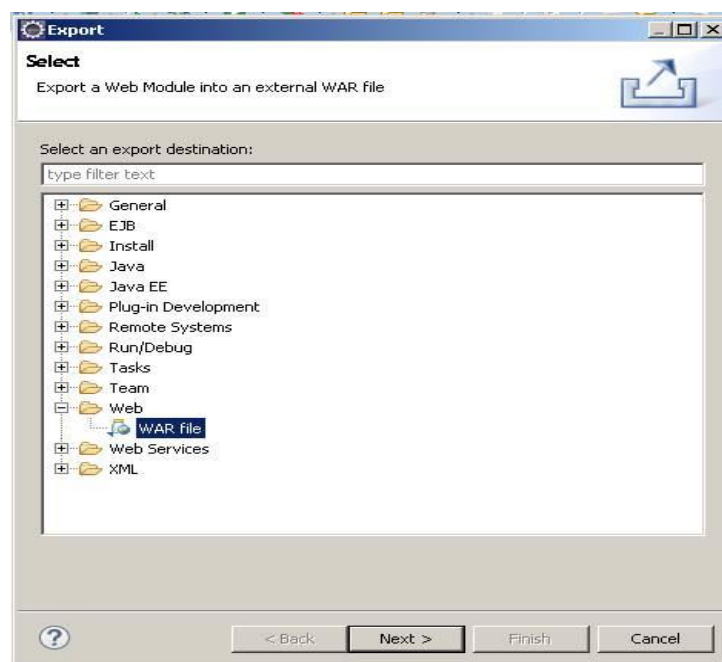 Export
Select
Export a Web Module into an external WAR file
Select an export destination:
type filter text
General
EJB
Install
Java
Java EE
Plug-in Development
Remote Systems
Run/Debug
Tasks
Team
Web
WAR file
Web Services
XML
? < Back Next > Finish Cancel